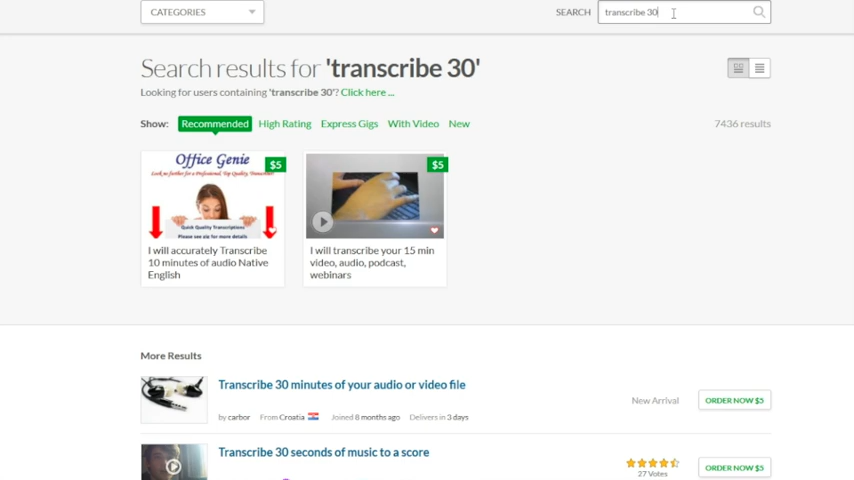 CATEGORIES
SEARCH
transcribe 30
Search results for 'transcribe 30'
Looking for users containing 'transcribe 30'? Click here ...
Show: Recommended High Rating Express Gigs With Video New
7436 results
Office Genie
$5
Quick Quality Transcriptions
I will accurately Transcribe
10 minutes of audio Native
English
$5
I will transcribe your 15 min
video, audio, podcast,
webinars
More Results
Transcribe 30 minutes of your audio or video file
by carbor From Croatia Joined 8 months ago Delivers in 3 days
New Arrival
ORDER NOW $5
Transcribe 30 seconds of music to a score
27 Votes
ORDER NOW $5